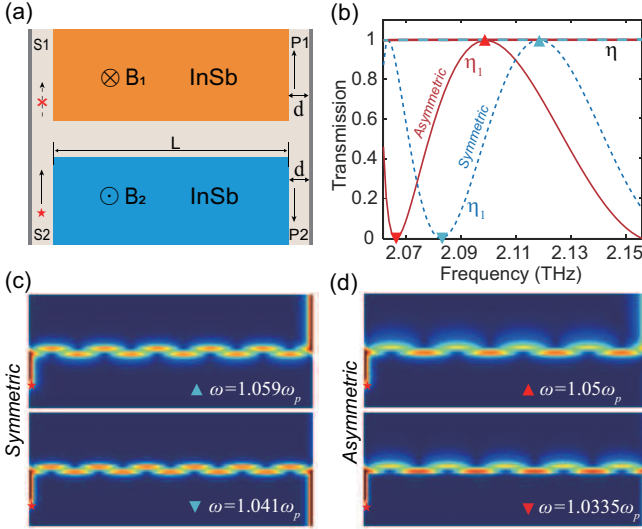 (a)
S1
P1
⊗ B₁ InSb
d
L
d
⊙ B₂ InSb
S2
P2
(b)
Transmission
1
0.8
0.6
0.4
0.2
0
η
η₁
Asymmetric
Symmetric
η₁
2.07 2.09 2.11 2.13 2.15
Frequency (THz)
(c)
Symmetric
ω=1.059ωₚ
ω=1.041ωₚ
(d)
Asymmetric
ω=1.05ωₚ
ω=1.0335ωₚ